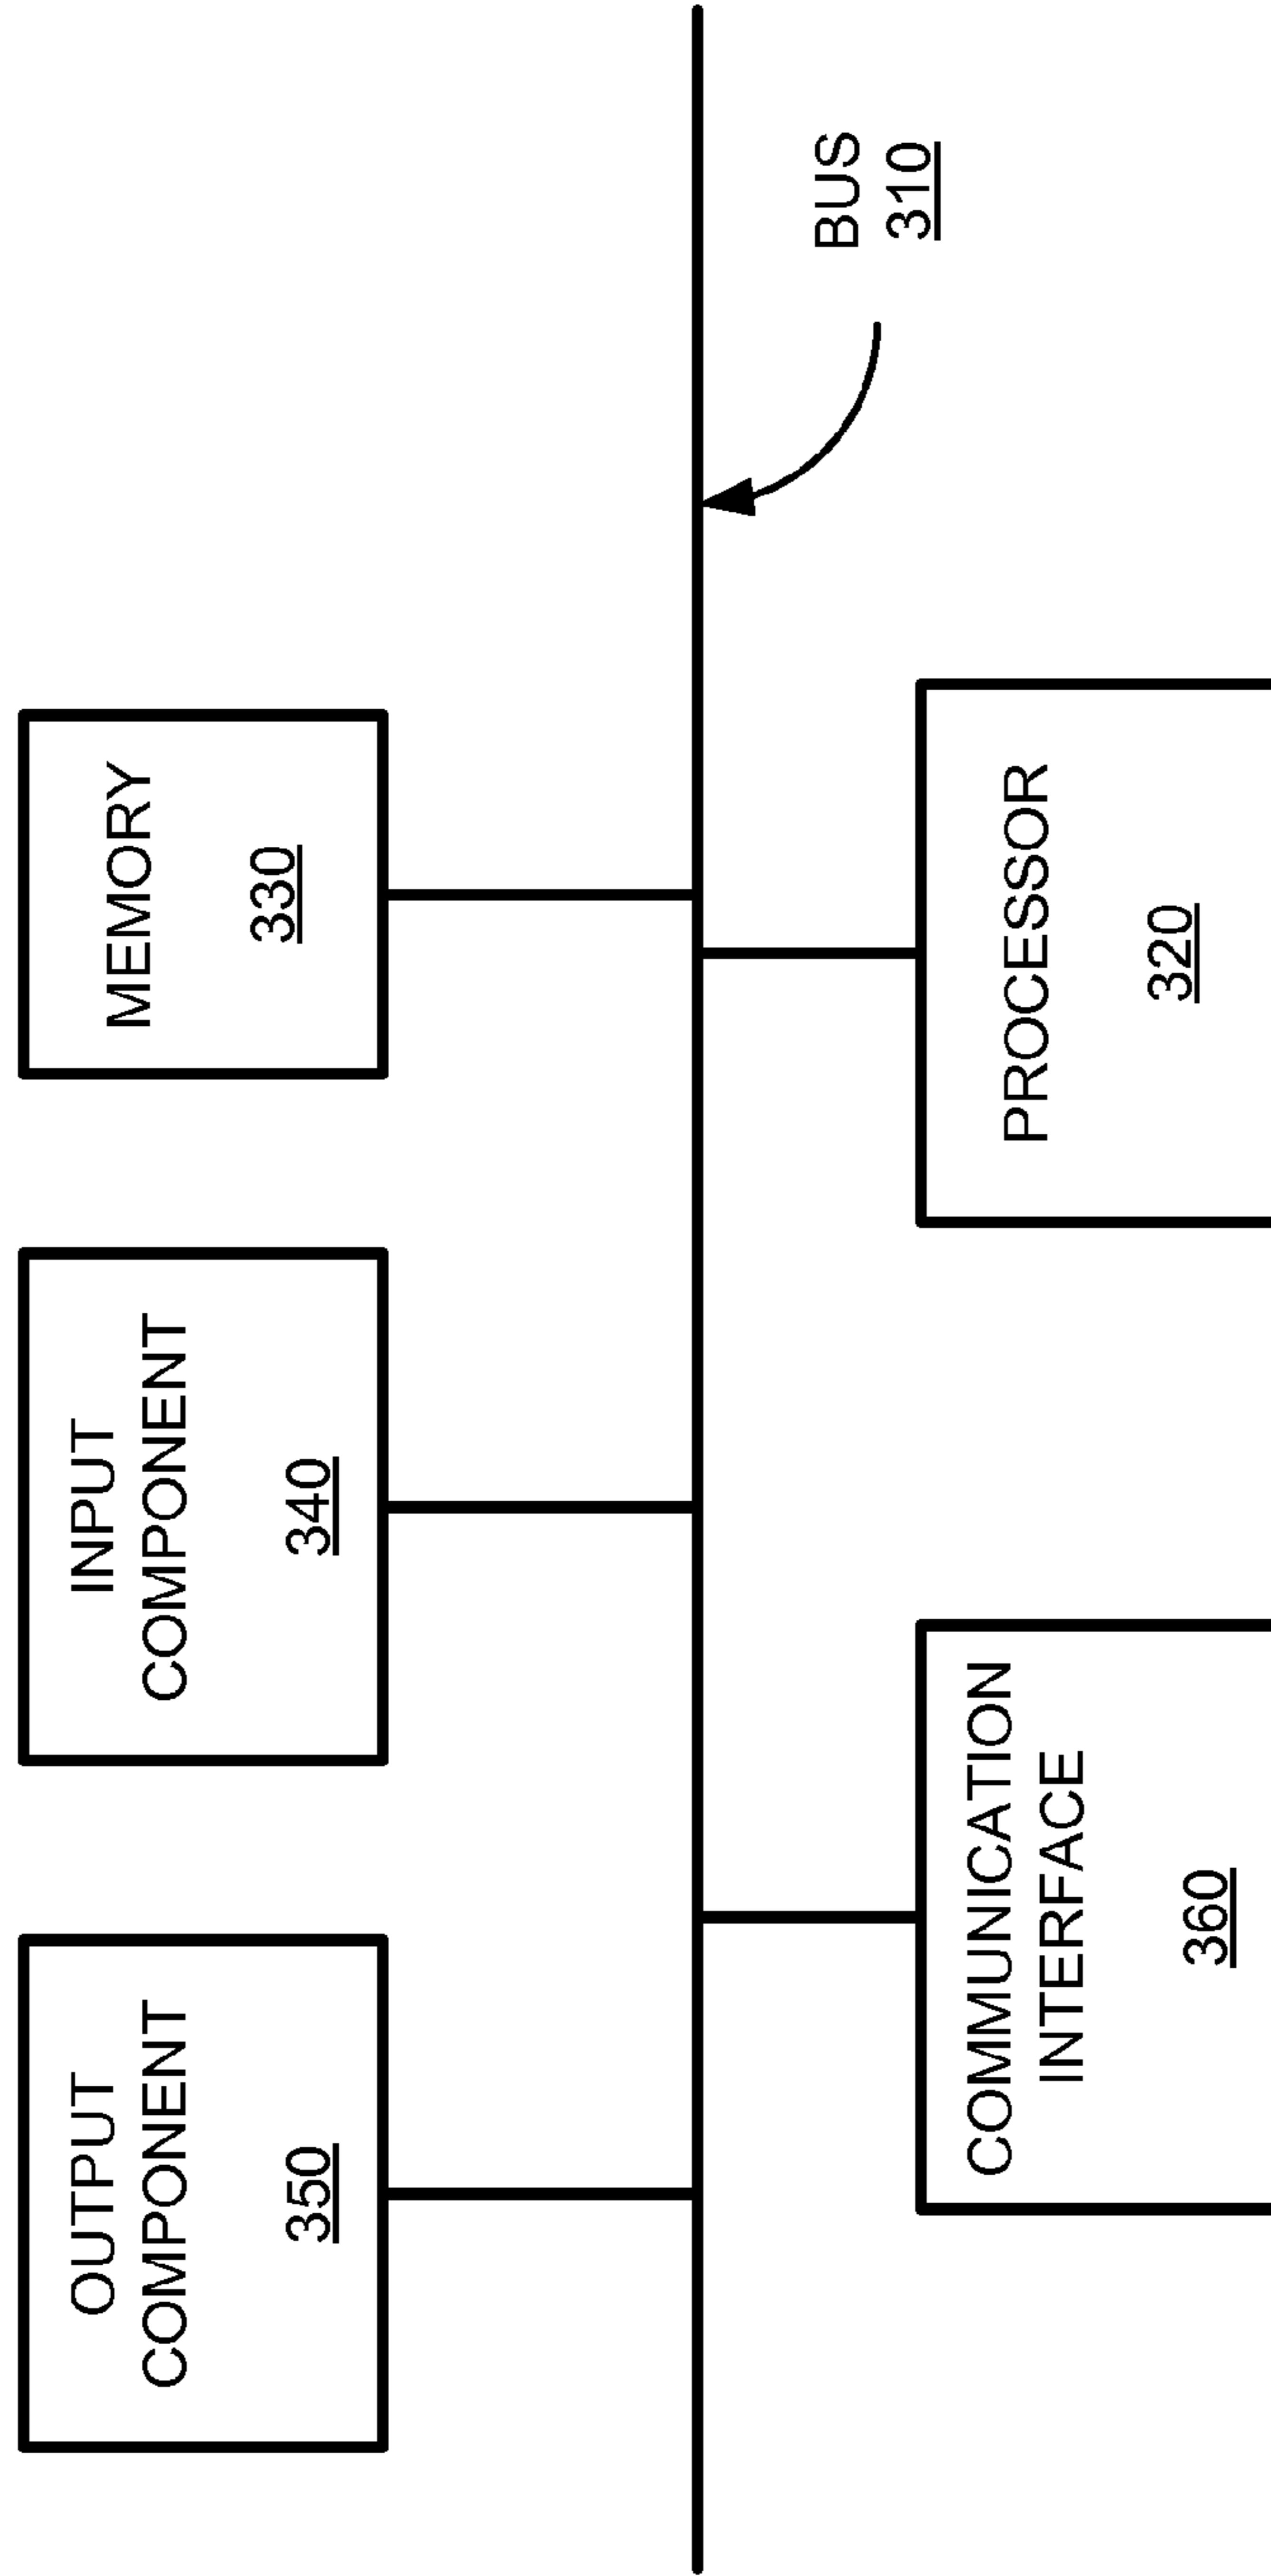 OUTPUT
COMPONENT
350
INPUT
COMPONENT
340
MEMORY
330
COMMUNICATION
INTERFACE
360
PROCESSOR
320
BUS
310